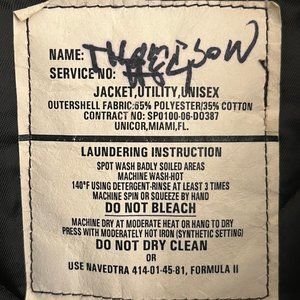 NAME: THOMPSON
SERVICE NO: #84
JACKET,UTILITY,UNISEX
OUTERSHELL FABRIC:65% POLYESTER/35% COTTON
CONTRACT NO: SP0100-06-D0387
UNICOR,MIAMI,FL.
LAUNDERING INSTRUCTION
SPOT WASH BADLY SOILED AREAS
MACHINE WASH-HOT
140°F USING DETERGENT-RINSE AT LEAST 3 TIMES
MACHINE SPIN OR SQUEEZE BY HAND
DO NOT BLEACH
MACHINE DRY AT MODERATE HEAT OR HANG TO DRY
PRESS WITH MODERATELY HOT IRON (SYNTHETIC SETTING)
DO NOT DRY CLEAN
OR
USE NAVEDTRA 414-01-45-81, FORMULA II